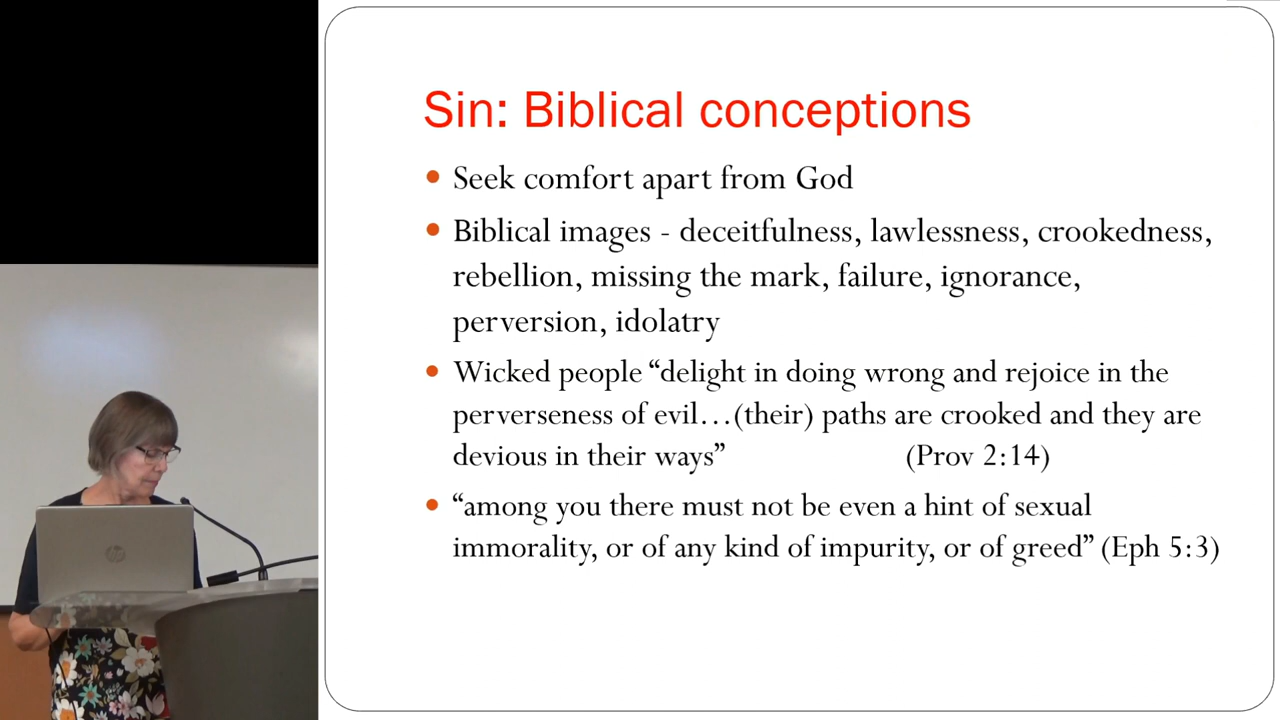 Sin: Biblical conceptions
• Seek comfort apart from God
• Biblical images - deceitfulness, lawlessness, crookedness,
rebellion, missing the mark, failure, ignorance,
perversion, idolatry
• Wicked people “delight in doing wrong and rejoice in the
perverseness of evil…(their) paths are crooked and they are
devious in their ways” (Prov 2:14)
• “among you there must not be even a hint of sexual
immorality, or of any kind of impurity, or of greed” (Eph 5:3)
hp